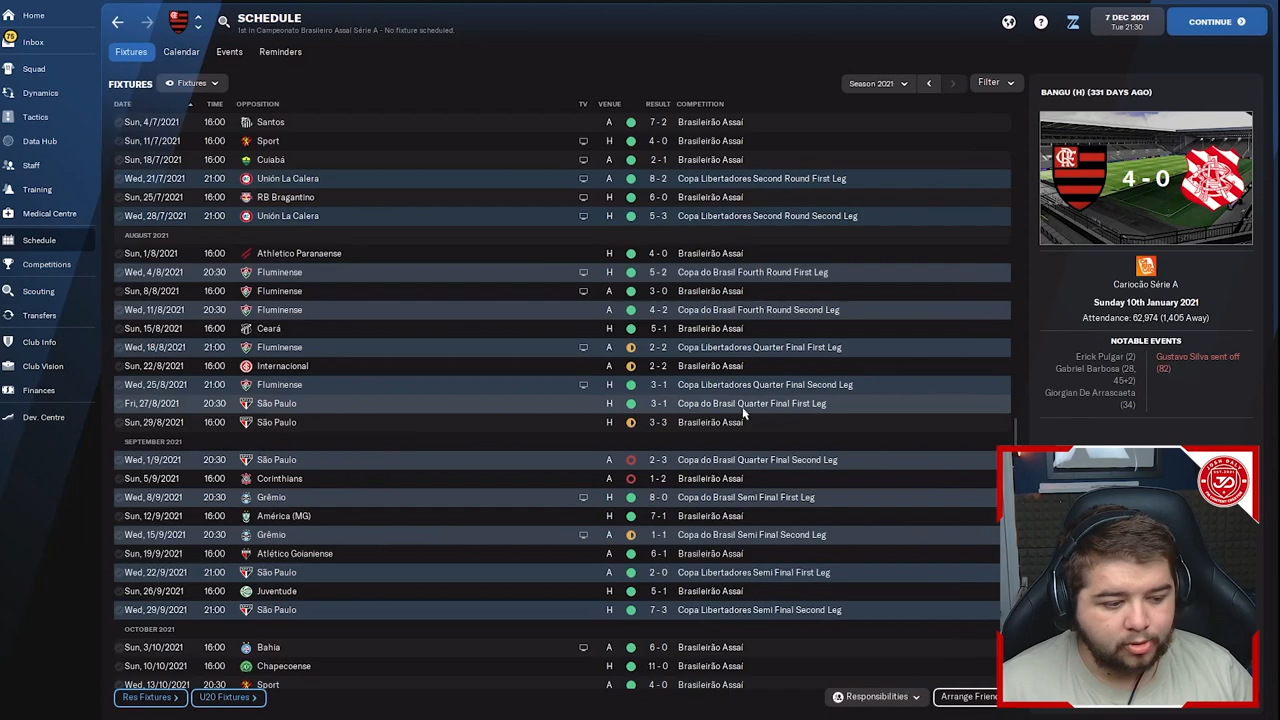 Home
75
Inbox
Squad
Dynamics
Tactics
Data Hub
Staff
Training
Medical Centre
Schedule
Competitions
Scouting
Transfers
Club Info
Club Vision
Finances
Dev. Centre
SCHEDULE
1st in Campeonato Brasileiro Assaí Série A - No fixture scheduled.
7 DEC 2021
Tue 21:30
CONTINUE
Fixtures Calendar Events Reminders
FIXTURES Fixtures Season 2021 Filter
DATE TIME OPPOSITION TV VENUE RESULT COMPETITION
Sun, 4/7/2021 16:00 Santos A 7 - 2 Brasileirão Assaí
Sun, 11/7/2021 16:00 Sport H 4 - 0 Brasileirão Assaí
Sun, 18/7/2021 16:00 Cuiabá A 2 - 1 Brasileirão Assaí
Wed, 21/7/2021 21:00 Unión La Calera A 8 - 2 Copa Libertadores Second Round First Leg
Sun, 25/7/2021 16:00 RB Bragantino H 6 - 0 Brasileirão Assaí
Wed, 28/7/2021 21:00 Unión La Calera H 5 - 3 Copa Libertadores Second Round Second Leg
AUGUST 2021
Sun, 1/8/2021 16:00 Athletico Paranaense H 4 - 0 Brasileirão Assaí
Wed, 4/8/2021 20:30 Fluminense H 5 - 2 Copa do Brasil Fourth Round First Leg
Sun, 8/8/2021 16:00 Fluminense A 3 - 0 Brasileirão Assaí
Wed, 11/8/2021 20:30 Fluminense A 4 - 2 Copa do Brasil Fourth Round Second Leg
Sun, 15/8/2021 16:00 Ceará H 5 - 1 Brasileirão Assaí
Wed, 18/8/2021 21:00 Fluminense A 2 - 2 Copa Libertadores Quarter Final First Leg
Sun, 22/8/2021 16:00 Internacional A 2 - 2 Brasileirão Assaí
Wed, 25/8/2021 21:00 Fluminense H 3 - 1 Copa Libertadores Quarter Final Second Leg
Fri, 27/8/2021 20:30 São Paulo H 3 - 1 Copa do Brasil Quarter Final First Leg
Sun, 29/8/2021 16:00 São Paulo H 3 - 3 Brasileirão Assaí
SEPTEMBER 2021
Wed, 1/9/2021 20:30 São Paulo A 2 - 3 Copa do Brasil Quarter Final Second Leg
Sun, 5/9/2021 16:00 Corinthians A 1 - 2 Brasileirão Assaí
Wed, 8/9/2021 20:30 Grêmio H 8 - 0 Copa do Brasil Semi Final First Leg
Sun, 12/9/2021 16:00 América (MG) H 7 - 1 Brasileirão Assaí
Wed, 15/9/2021 20:30 Grêmio A 1 - 1 Copa do Brasil Semi Final Second Leg
Sun, 19/9/2021 16:00 Atlético Goianiense A 6 - 1 Brasileirão Assaí
Wed, 22/9/2021 21:00 São Paulo A 2 - 0 Copa Libertadores Semi Final First Leg
Sun, 26/9/2021 16:00 Juventude H 5 - 1 Brasileirão Assaí
Wed, 29/9/2021 21:00 São Paulo H 7 - 3 Copa Libertadores Semi Final Second Leg
OCTOBER 2021
Sun, 3/10/2021 16:00 Bahia A 6 - 0 Brasileirão Assaí
Sun, 10/10/2021 16:00 Chapecoense H 11 - 0 Brasileirão Assaí
Wed, 13/10/2021 16:00 Sport A 4 - 0 Brasileirão Assaí
Res Fixtures U20 Fixtures Responsibilities Arrange Frien
BANGU (H) (331 DAYS AGO)
4 - 0
Cariocão Série A
Sunday 10th January 2021
Attendance: 62,974 (1,405 Away)
NOTABLE EVENTS
Erick Pulgar (2)
Gabriel Barbosa (28,
45+2)
Giorgian De Arrascaeta
(34)
Gustavo Silva sent off
(82)
JOSH DALY